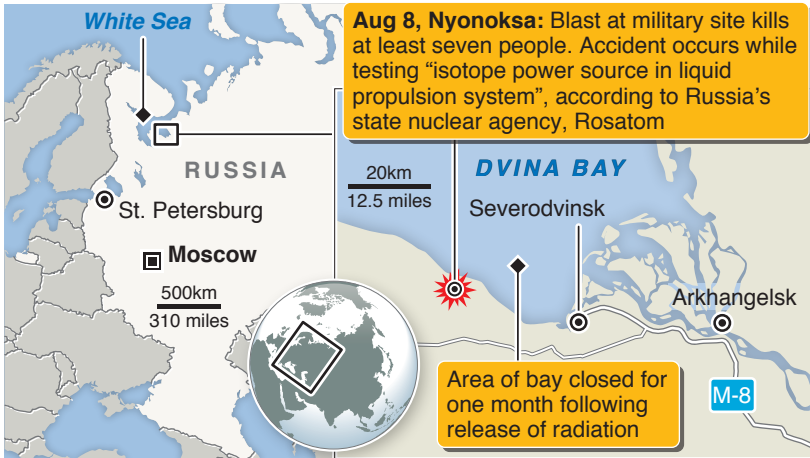 White Sea
Aug 8, Nyonoksa: Blast at military site kills
at least seven people. Accident occurs while
testing “isotope power source in liquid
propulsion system”, according to Russia’s
state nuclear agency, Rosatom
RUSSIA
St. Petersburg
Moscow
500km
310 miles
20km
12.5 miles
DVINA BAY
Severodvinsk
Arkhangelsk
Area of bay closed for
one month following
release of radiation
M-8